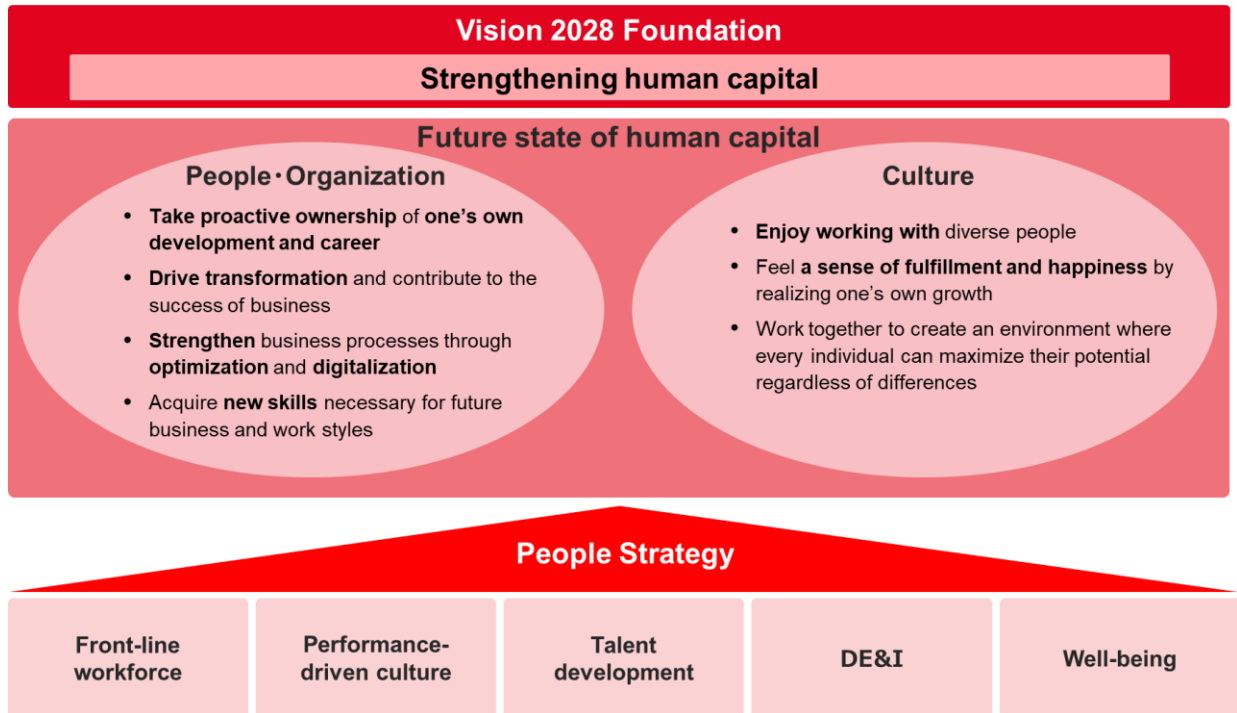 Vision 2028 Foundation
Strengthening human capital
Future state of human capital
People・Organization
• Take proactive ownership of one’s own
development and career
• Drive transformation and contribute to the
success of business
• Strengthen business processes through
optimization and digitalization
• Acquire new skills necessary for future
business and work styles
Culture
• Enjoy working with diverse people
• Feel a sense of fulfillment and happiness by
realizing one’s own growth
• Work together to create an environment where
every individual can maximize their potential
regardless of differences
People Strategy
Front-line
workforce
Performance-
driven culture
Talent
development
DE&I
Well-being